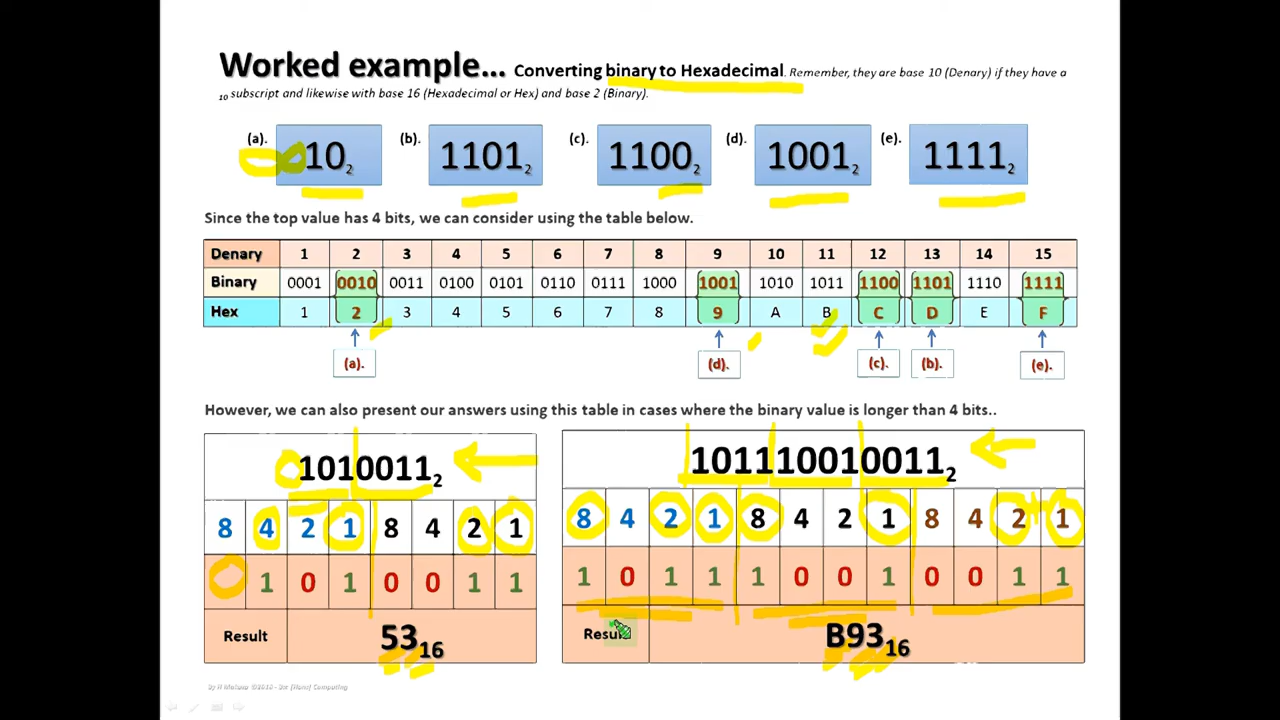 Worked example... Converting binary to Hexadecimal. Remember, they are base 10 (Denary) if they have a
10 subscript and likewise with base 16 (Hexadecimal or Hex) and base 2 (Binary).
(a). 10₂ (b). 1101₂ (c). 1100₂ (d). 1001₂ (e). 1111₂
Since the top value has 4 bits, we can consider using the table below.
Denary 1 2 3 4 5 6 7 8 9 10 11 12 13 14 15
Binary 0001 0010 0011 0100 0101 0110 0111 1000 1001 1010 1011 1100 1101 1110 1111
Hex 1 2 3 4 5 6 7 8 9 A B C D E F
(a). (d). (c). (b). (e).
However, we can also present our answers using this table in cases where the binary value is longer than 4 bits..
1010011₂
8 4 2 1 8 4 2 1
1 0 1 0 0 1 1
Result 53₁₆
101110010011₂
8 4 2 1 8 4 2 1 8 4 2 1
1 0 1 1 1 0 0 1 0 0 1 1
Result B93₁₆